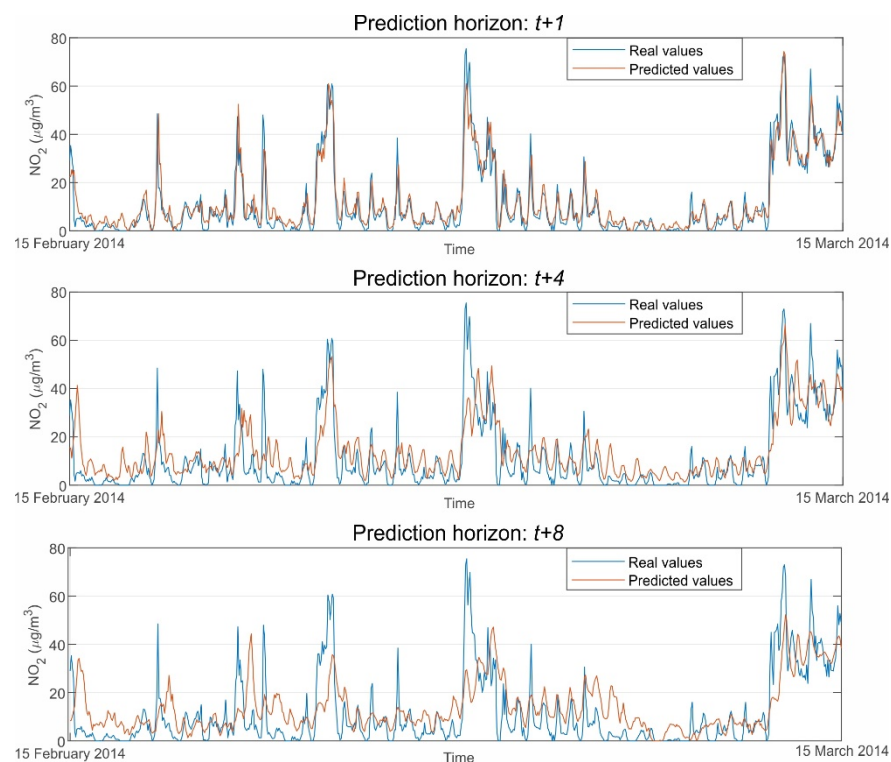 Prediction horizon: t+1
NO2 (μg/m³)
80
60
40
20
0
Real values
Predicted values
15 February 2014
Time
15 March 2014
Prediction horizon: t+4
NO2 (μg/m³)
80
60
40
20
0
Real values
Predicted values
15 February 2014
Time
15 March 2014
Prediction horizon: t+8
NO2 (μg/m³)
80
60
40
20
0
Real values
Predicted values
15 February 2014
Time
15 March 2014